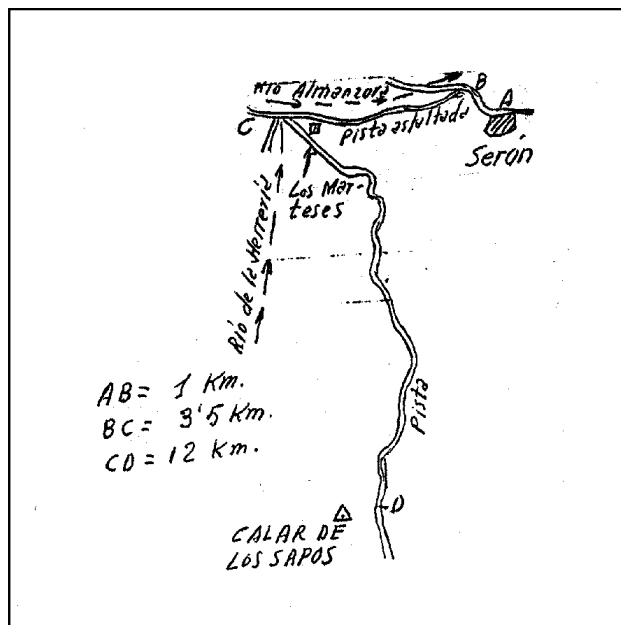 Río Almanzora
B
A
C
Pista asfaltada
Serón
Los Mar-
teses
Río de la Herrería
AB= 1 Km.
BC= 3'5 Km.
CD= 12 Km.
Pista
D
CALAR DE
LOS SAPOS